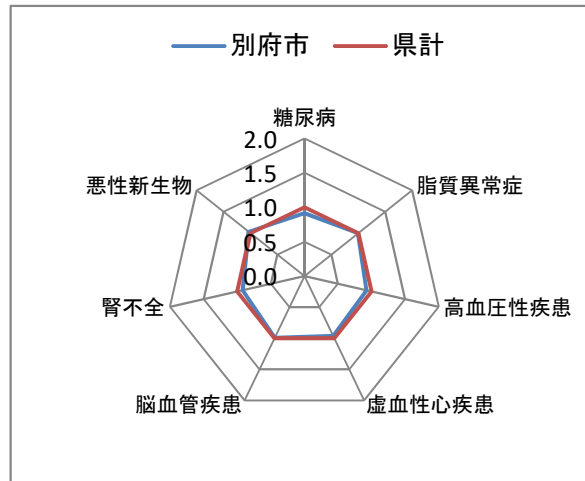 別府市 県計
糖尿病
脂質異常症
高血圧性疾患
虚血性心疾患
脳血管疾患
腎不全
悪性新生物
2.0
1.5
1.0
0.5
0.0